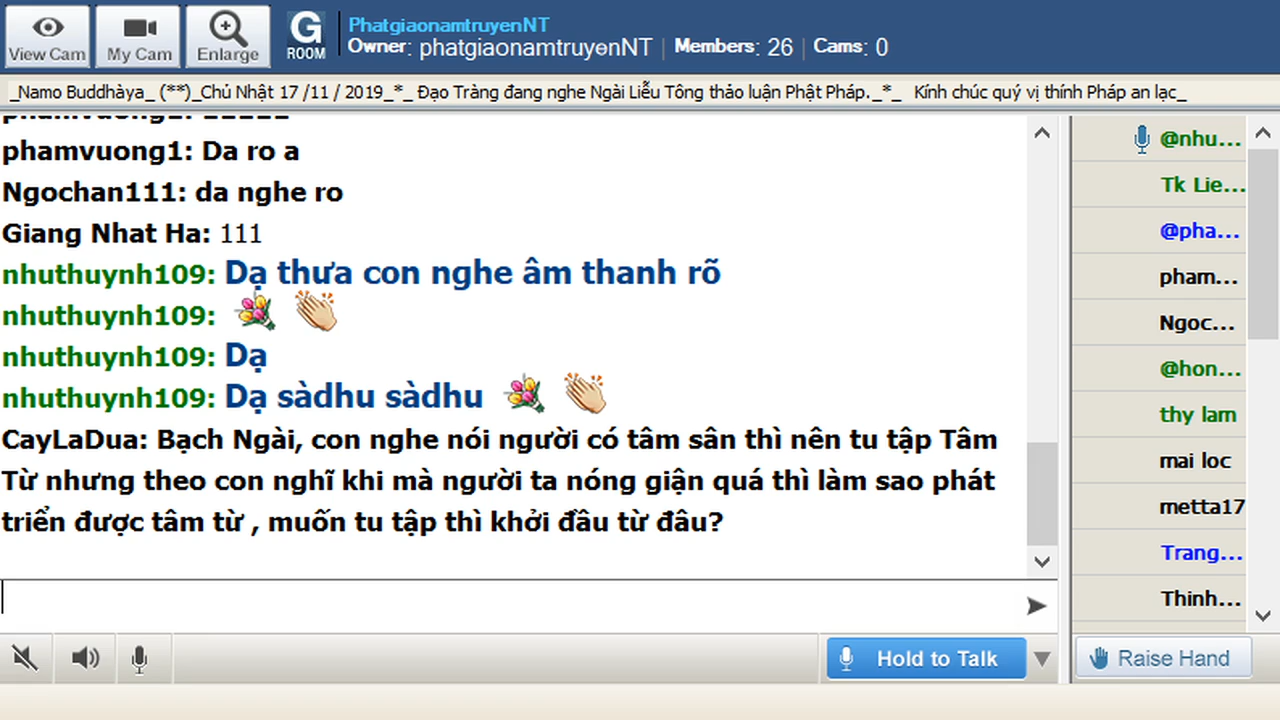 View Cam
My Cam
Enlarge
G ROOM
PhatgiaonamtruyenNT
Owner: phatgiaonamtruyenNT | Members: 26 | Cams: 0
_Namo Buddhàya_ (**)_Chủ Nhật 17 /11 / 2019_*_ Đạo Tràng đang nghe Ngài Liễu Tông thảo luận Phật Pháp._*_ Kính chúc quý vị thính Pháp an lạc_
phamvuong1: 11111
phamvuong1: Da ro a
Ngochan111: da nghe ro
Giang Nhat Ha: 111
nhuthuynh109: Dạ thưa con nghe âm thanh rõ
nhuthuynh109:
nhuthuynh109: Dạ
nhuthuynh109: Dạ sàdhu sàdhu
CayLaDua: Bạch Ngài, con nghe nói người có tâm sân thì nên tu tập Tâm
Từ nhưng theo con nghĩ khi mà người ta nóng giận quá thì làm sao phát
triển được tâm từ , muốn tu tập thì khởi đầu từ đâu?
@nhu...
Tk Lie...
@pha...
pham...
Ngoc...
@hon...
thy lam
mai loc
metta17
Trang...
Thinh...
Hold to Talk
Raise Hand